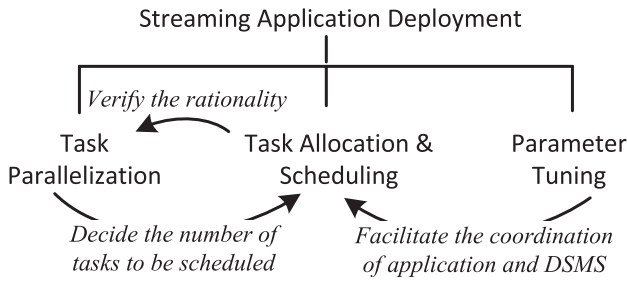 Streaming Application Deployment
Verify the rationality
Task
Parallelization
Task Allocation &
Scheduling
Parameter
Tuning
Decide the number of
tasks to be scheduled
Facilitate the coordination
of application and DSMS